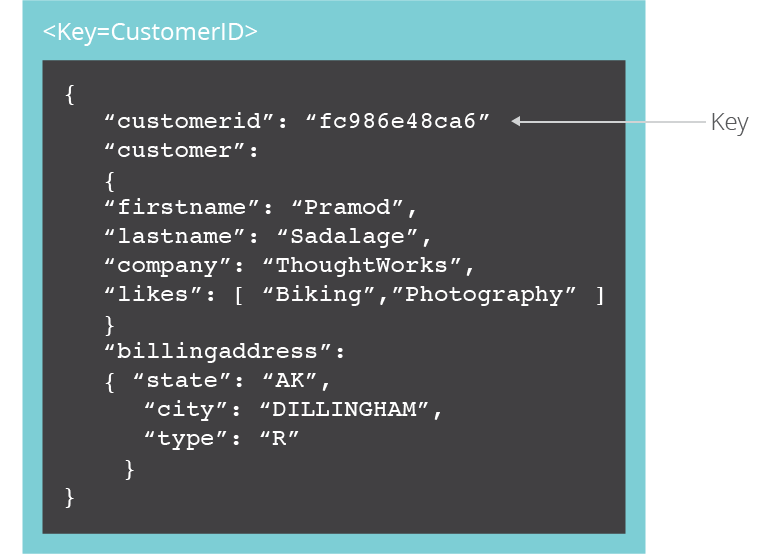 <Key=CustomerID>
{
“customerid”: “fc986e48ca6”
Key
“customer”:
{
“firstname”: “Pramod”,
“lastname”: “Sadalage”,
“company”: “ThoughtWorks”,
“likes”: [ “Biking”,”Photography” ]
}
“billingaddress”:
{ “state”: “AK”,
“city”: “DILLINGHAM”,
“type”: “R”
}
}